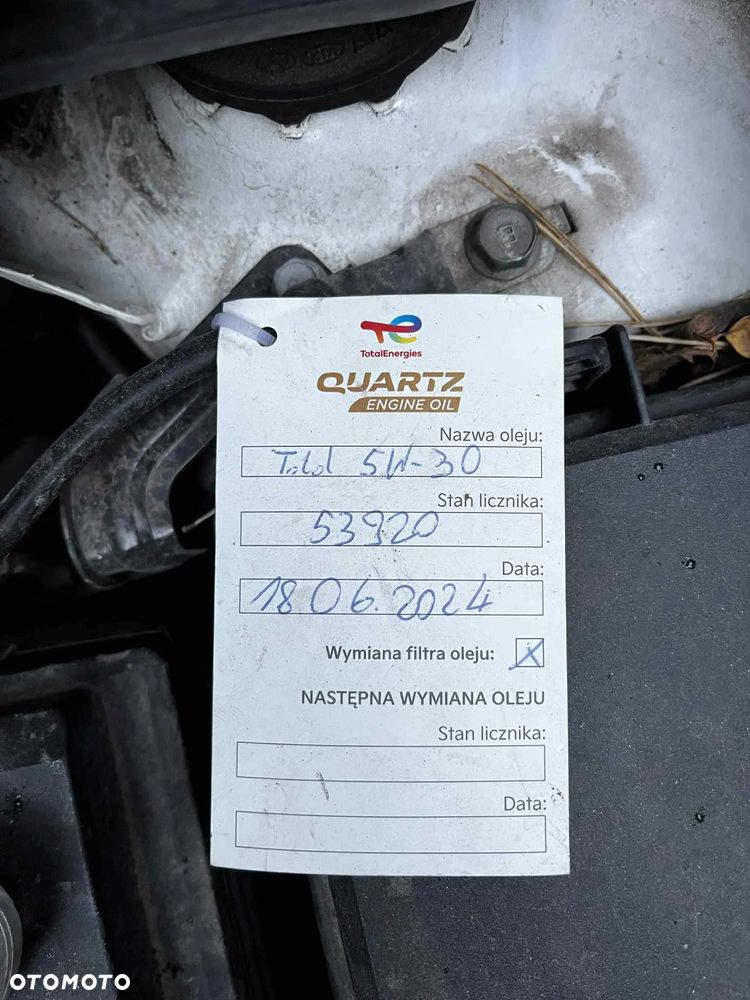 TotalEnergies
QUARTZ
ENGINE OIL
Nazwa oleju:
Total 5W-30
Stan licznika:
53920
Data:
18 06.2024
Wymiana filtra oleju: X
NASTĘPNA WYMIANA OLEJU
Stan licznika:
Data:
OTOMOTO